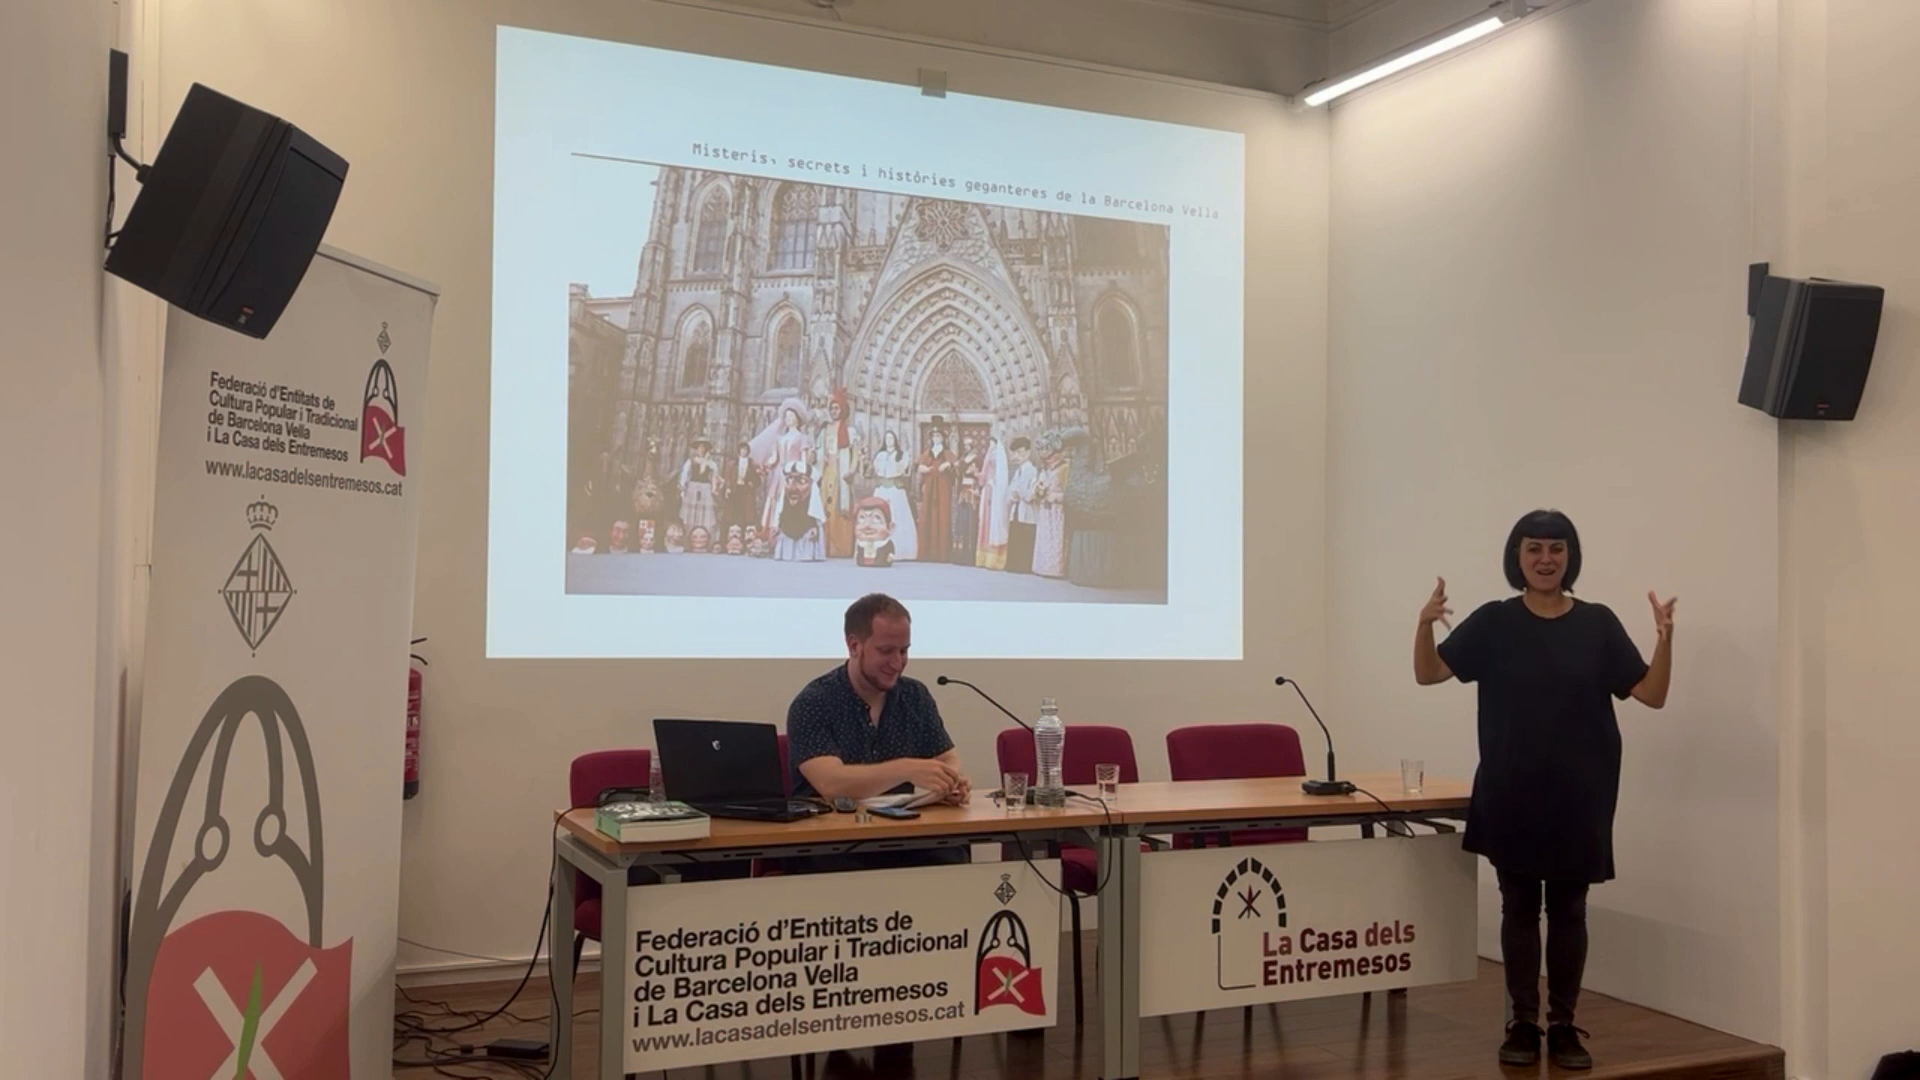 Misteris, secrets i històries geganteres de la Barcelona Vella
Federació d'Entitats de
Cultura Popular i Tradicional
de Barcelona Vella
i La Casa dels Entremesos
www.lacasadelsentremesos.cat
Federació d'Entitats de
Cultura Popular i Tradicional
de Barcelona Vella
i La Casa dels Entremesos
www.lacasadelsentremesos.cat
La Casa dels
Entremesos